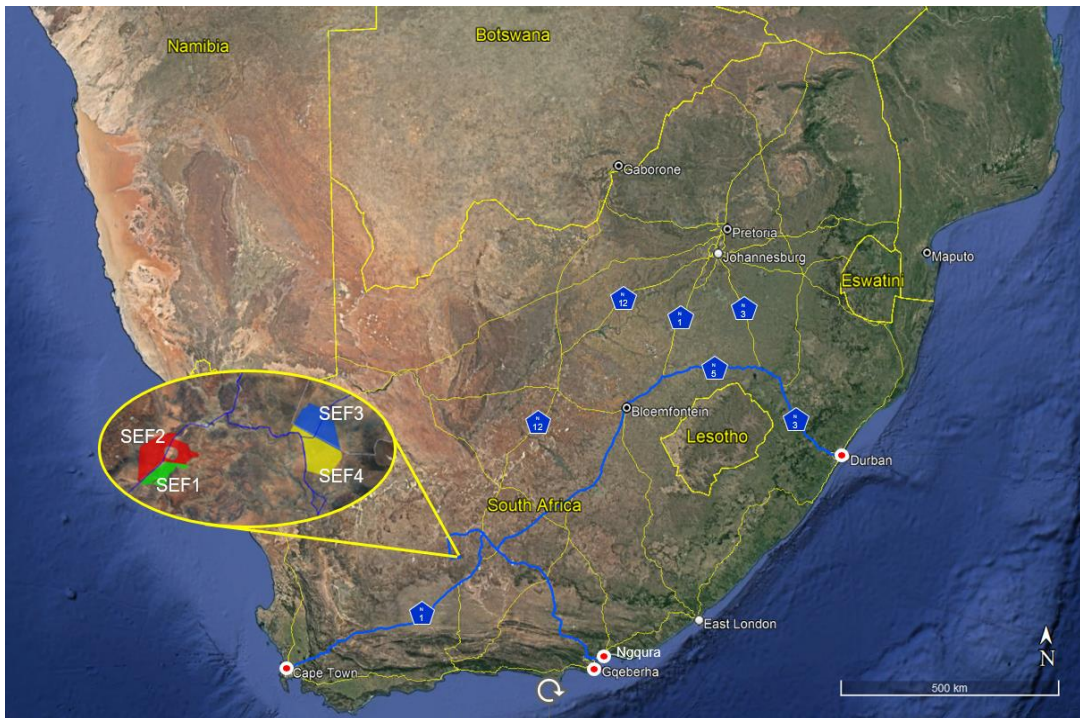 Namibia
Botswana
Gaborone
Pretoria
Johannesburg
Maputo
Eswatini
N
12
N
1
N
3
N
5
Bloemfontein
N
12
N
3
Lesotho
Durban
SEF3
SEF2
SEF4
SEF1
South Africa
N
1
East London
Ngqura
Gqeberha
Cape Town
N
500 km